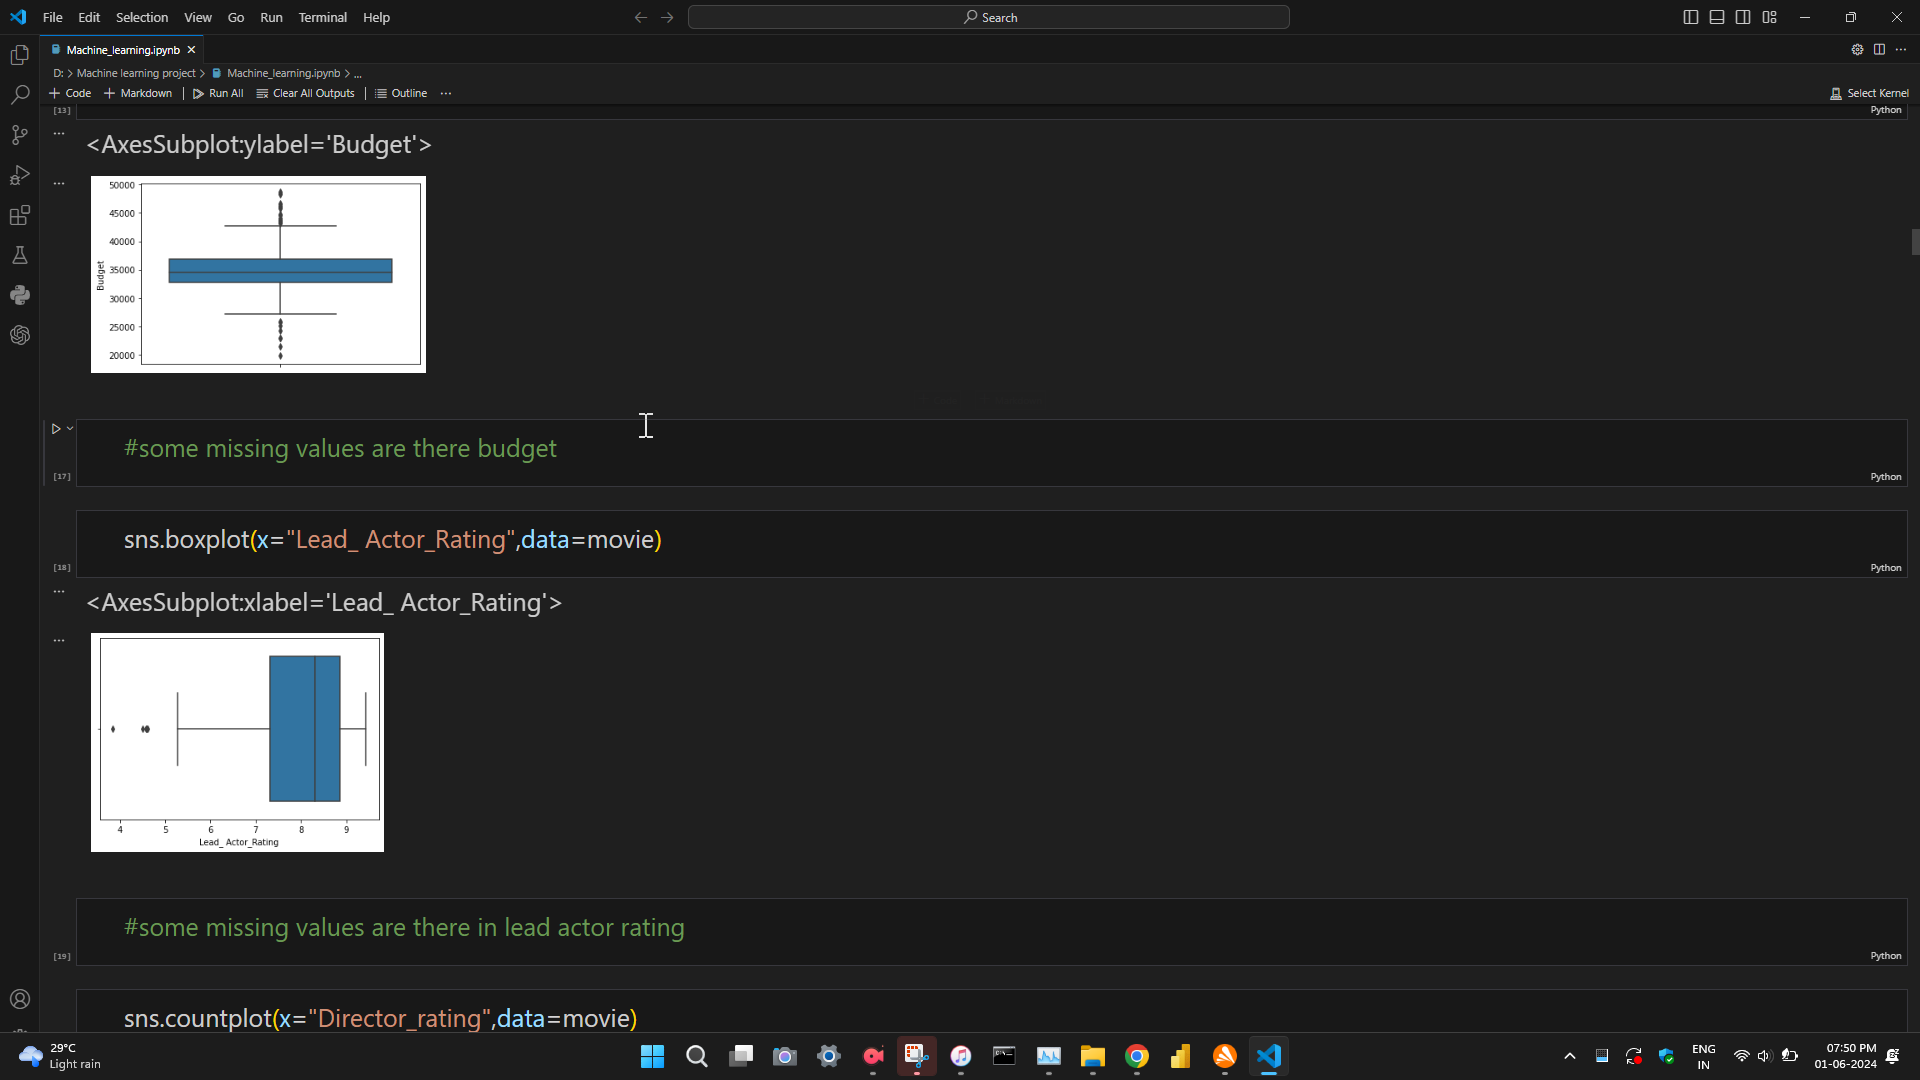 File Edit Selection View Go Run Terminal Help
Search
Machine_learning.ipynb
D: > Machine learning project > Machine_learning.ipynb > ...
+ Code + Markdown Run All Clear All Outputs Outline ...
Select Kernel
[13]
Python
<AxesSubplot:ylabel='Budget'>
50000
45000
40000
35000
30000
25000
20000
Budget
#some missing values are there budget
[17]
Python
sns.boxplot(x="Lead_ Actor_Rating",data=movie)
[18]
Python
<AxesSubplot:xlabel='Lead_ Actor_Rating'>
4 5 6 7 8 9
Lead_ Actor_Rating
#some missing values are there in lead actor rating
[19]
Python
sns.countplot(x="Director_rating",data=movie)
29°C
Light rain
ENG
IN
07:50 PM
01-06-2024